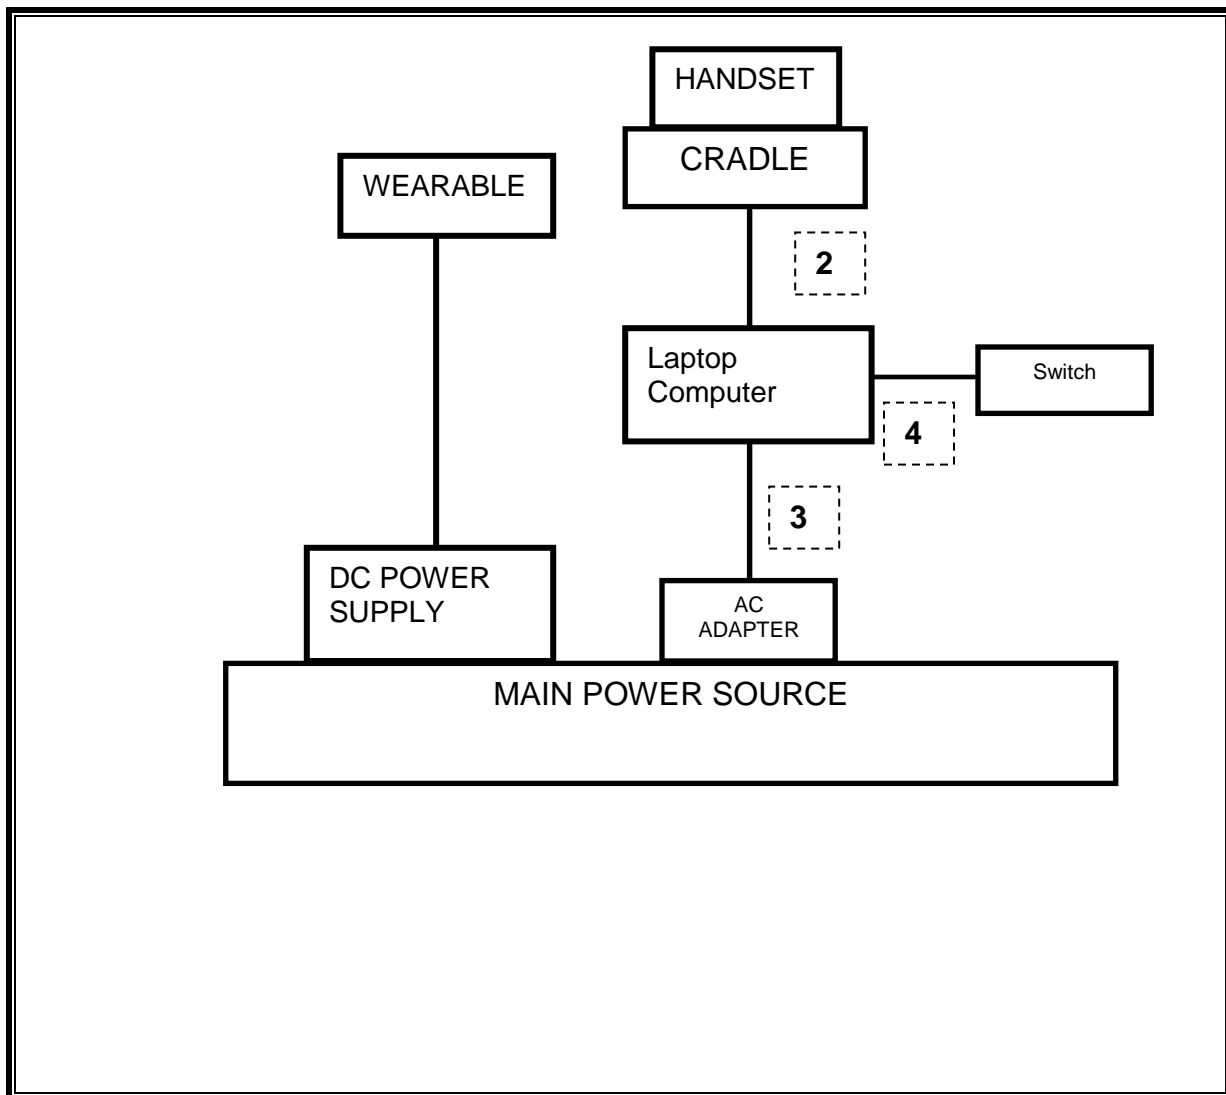 HANDSET
CRADLE
WEARABLE
2
Laptop
Computer
Switch
4
3
DC POWER
SUPPLY
AC
ADAPTER
MAIN POWER SOURCE